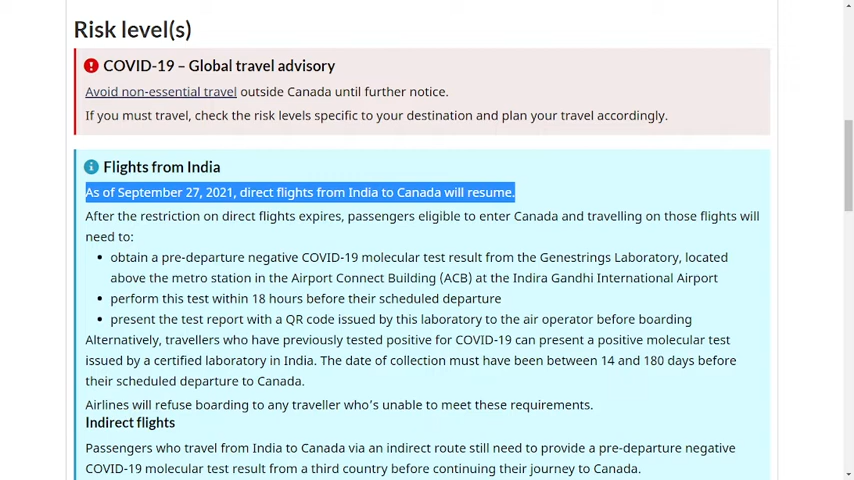 Risk level(s)
COVID-19 – Global travel advisory
Avoid non-essential travel outside Canada until further notice.
If you must travel, check the risk levels specific to your destination and plan your travel accordingly.
Flights from India
As of September 27, 2021, direct flights from India to Canada will resume.
After the restriction on direct flights expires, passengers eligible to enter Canada and travelling on those flights will
need to:
• obtain a pre-departure negative COVID-19 molecular test result from the Genestrings Laboratory, located
above the metro station in the Airport Connect Building (ACB) at the Indira Gandhi International Airport
• perform this test within 18 hours before their scheduled departure
• present the test report with a QR code issued by this laboratory to the air operator before boarding
Alternatively, travellers who have previously tested positive for COVID-19 can present a positive molecular test
issued by a certified laboratory in India. The date of collection must have been between 14 and 180 days before
their scheduled departure to Canada.
Airlines will refuse boarding to any traveller who's unable to meet these requirements.
Indirect flights
Passengers who travel from India to Canada via an indirect route still need to provide a pre-departure negative
COVID-19 molecular test result from a third country before continuing their journey to Canada.